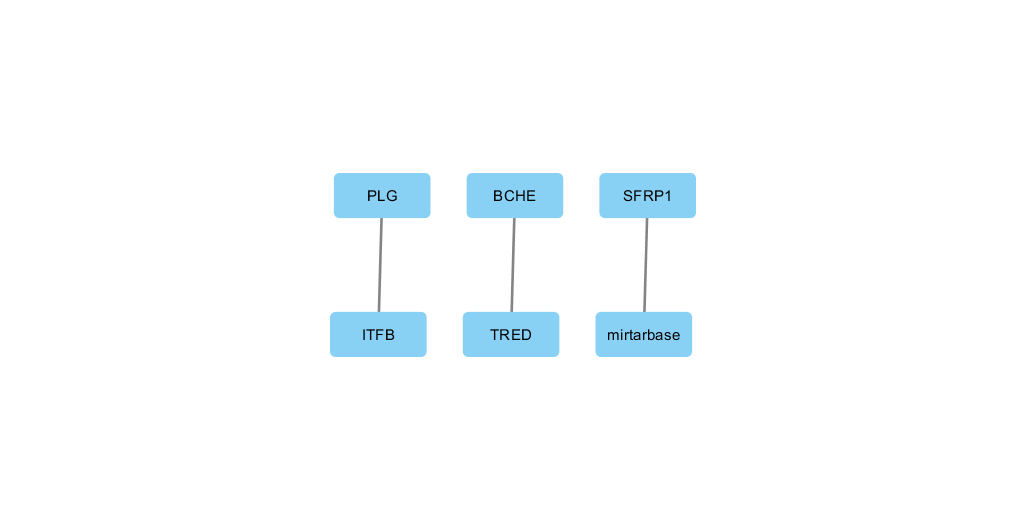 PLG
BCHE
SFRP1
ITFB
TRED
mirtarbase